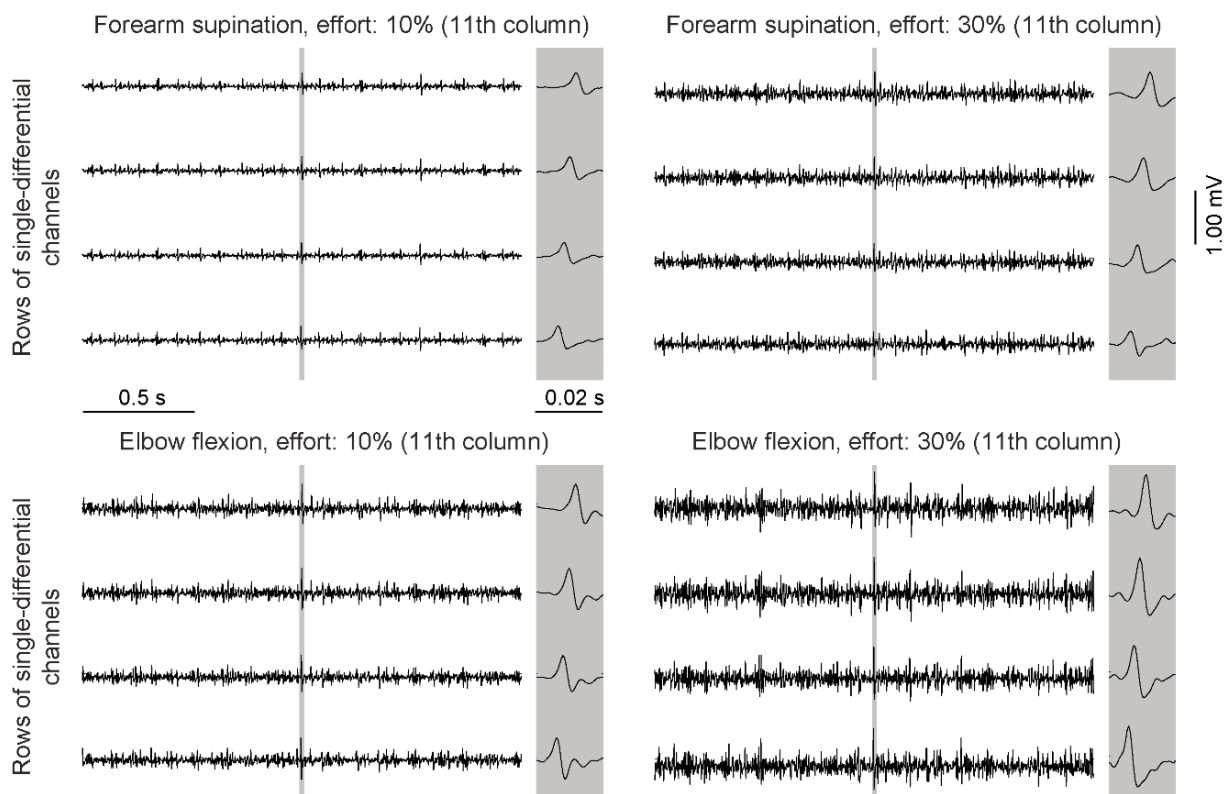 Forearm supination, effort: 10% (11th column)
Forearm supination, effort: 30% (11th column)
Rows of single-differential
channels
1.00 mV
0.5 s
0.02 s
Elbow flexion, effort: 10% (11th column)
Elbow flexion, effort: 30% (11th column)
Rows of single-differential
channels